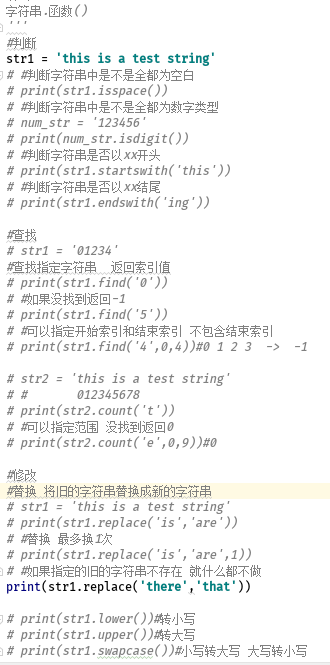 字符串.函数()
'''
#判断
str1 = 'this is a test string'
# #判断字符串中是不是全都为空白
# print(str1.isspace())
# #判断字符串中是不是全都为数字类型
# num_str = '123456'
# print(num_str.isdigit())
# #判断字符串是否以xx开头
# print(str1.startswith('this'))
# #判断字符串是否以xx结尾
# print(str1.endswith('ing'))
#查找
# str1 = '01234'
#查找指定字符串  返回索引值
# print(str1.find('0'))
# #如果没找到返回-1
# print(str1.find('5'))
# #可以指定开始索引和结束索引 不包含结束索引
# print(str1.find('4',0,4))#0 1 2 3  ->  -1
# str2 = 'this is a test string'
# #       012345678
# print(str2.count('t'))
# #可以指定范围 没找到返回0
# print(str2.count('e',0,9))#0
#修改
#替换 将旧的字符串替换成新的字符串
# str1 = 'this is a test string'
# print(str1.replace('is','are'))
# #替换 最多换1次
# print(str1.replace('is','are',1))
# #如果指定的旧的字符串不存在 就什么都不做
print(str1.replace('there','that'))
# print(str1.lower())#转小写
# print(str1.upper())#转大写
# print(str1.swapcase())#小写转大写 大写转小写